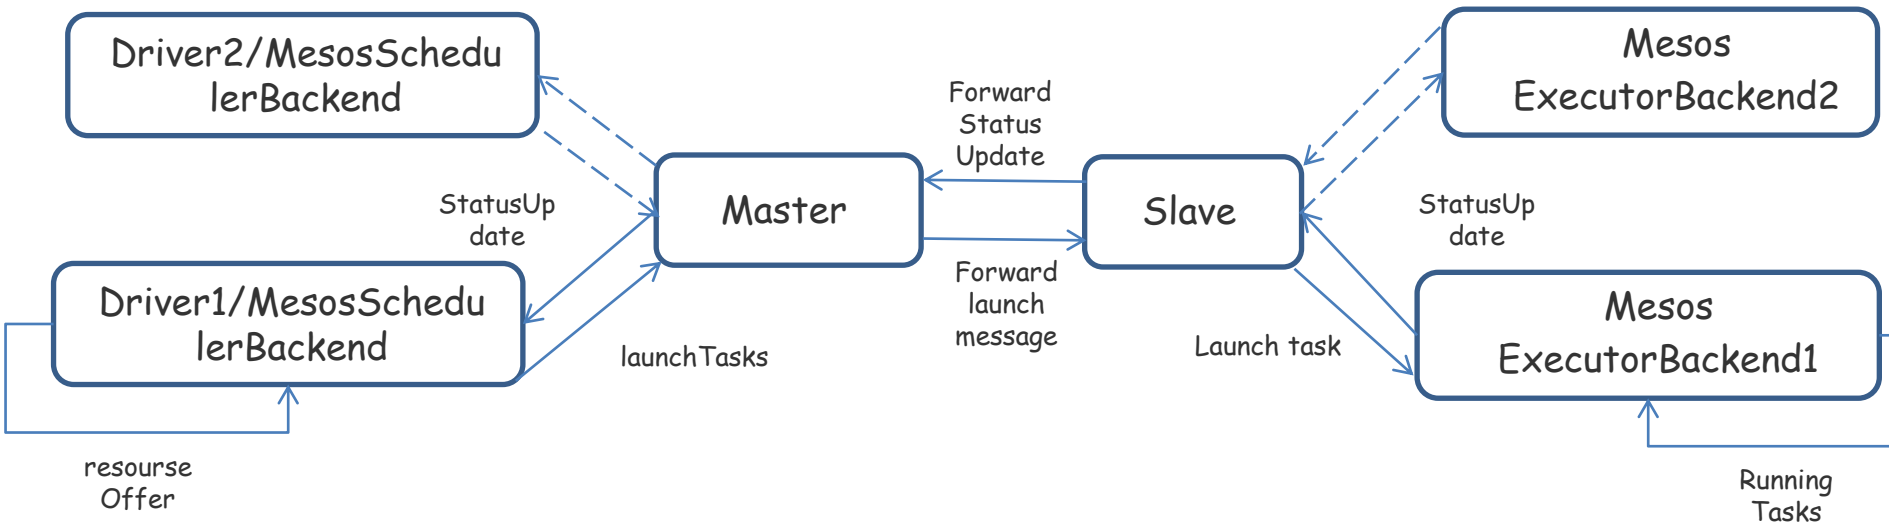 Driver2/MesosSchedu
lerBackend
Mesos
ExecutorBackend2
Forward
Status
Update
Master
Slave
StatusUp
date
StatusUp
date
Driver1/MesosSchedu
lerBackend
Forward
launch
message
launchTasks
Launch task
Mesos
ExecutorBackend1
resourse
Offer
Running
Tasks